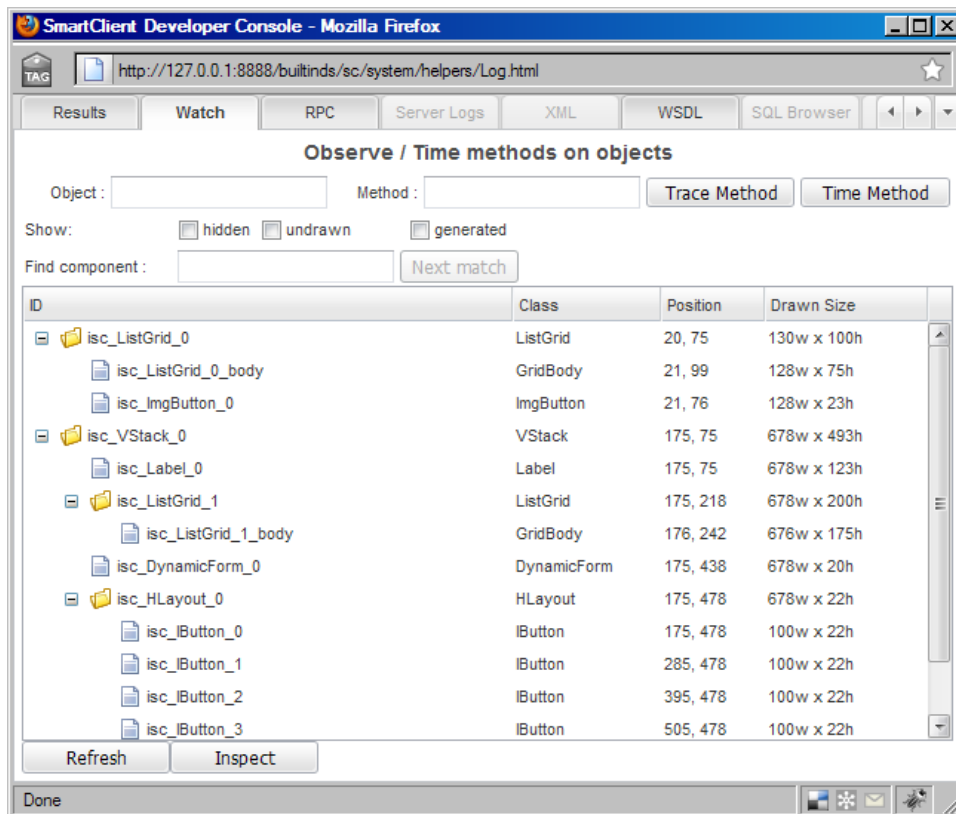 SmartClient Developer Console - Mozilla Firefox
TAG http://127.0.0.1:8888/builtinds/sc/system/helpers/Log.html
Results Watch RPC Server Logs XML WSDL SQL Browser
Observe / Time methods on objects
Object : Method : Trace Method Time Method
Show: hidden undrawn generated
Find component : Next match
ID Class Position Drawn Size
isc_ListGrid_0 ListGrid 20, 75 130w x 100h
isc_ListGrid_0_body GridBody 21, 99 128w x 75h
isc_ImgButton_0 ImgButton 21, 76 128w x 23h
isc_VStack_0 VStack 175, 75 678w x 493h
isc_Label_0 Label 175, 75 678w x 123h
isc_ListGrid_1 ListGrid 175, 218 678w x 200h
isc_ListGrid_1_body GridBody 176, 242 676w x 175h
isc_DynamicForm_0 DynamicForm 175, 438 678w x 20h
isc_HLayout_0 HLayout 175, 478 678w x 22h
isc_IButton_0 IButton 175, 478 100w x 22h
isc_IButton_1 IButton 285, 478 100w x 22h
isc_IButton_2 IButton 395, 478 100w x 22h
isc_IButton_3 IButton 505, 478 100w x 22h
Refresh Inspect
Done